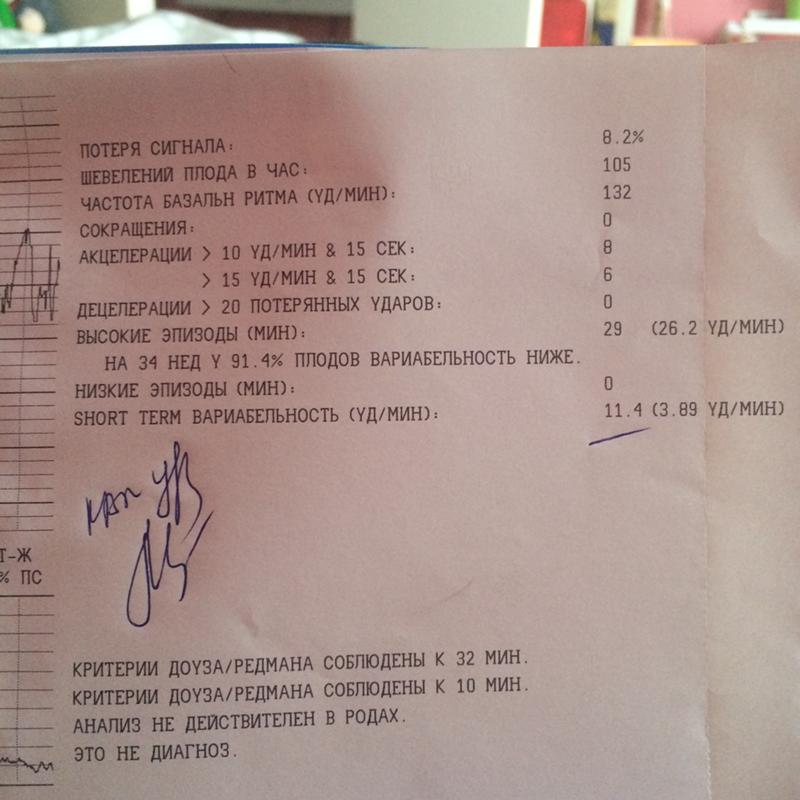 ПОТЕРЯ СИГНАЛА: 8.2%
ШЕВЕЛЕНИЙ ПЛОДА В ЧАС: 105
ЧАСТОТА БАЗАЛЬН РИТМА (УД/МИН): 132
СОКРАЩЕНИЯ: 0
АКЦЕЛЕРАЦИИ > 10 УД/МИН & 15 СЕК: 8
> 15 УД/МИН & 15 СЕК: 6
ДЕЦЕЛЕРАЦИИ > 20 ПОТЕРЯННЫХ УДАРОВ: 0
ВЫСОКИЕ ЭПИЗОДЫ (МИН): 29 (26.2 УД/МИН)
НА 34 НЕД У 91.4% ПЛОДОВ ВАРИАБЕЛЬНОСТЬ НИЖЕ.
НИЗКИЕ ЭПИЗОДЫ (МИН): 0
SHORT TERM ВАРИАБЕЛЬНОСТЬ (УД/МИН): 11.4 (3.89 УД/МИН)
Т-Ж
% ПС
КРИТЕРИИ ДОУЗА/РЕДМАНА СОБЛЮДЕНЫ К 32 МИН.
КРИТЕРИИ ДОУЗА/РЕДМАНА СОБЛЮДЕНЫ К 10 МИН.
АНАЛИЗ НЕ ДЕЙСТВИТЕЛЕН В РОДАХ.
ЭТО НЕ ДИАГНОЗ.